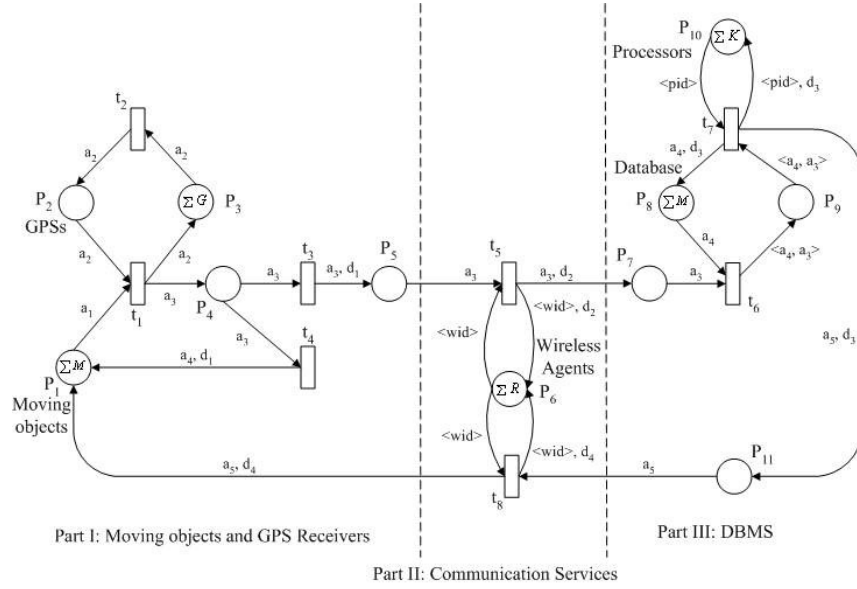 P10
ΣK
Processors
<pid>
<pid>, d3
t2
t7
a2
a2
a4, d3
<a4, a3>
Database
P2
ΣG
P3
P8
ΣM
P9
GPSs
t3
P5
t5
P7
a4
<a4, a3>
a2
a2
a3
a3, d1
a3
a3, d2
a3
t1
a3
P4
t4
<wid>, d2
t6
a1
a3
<wid>
Wireless
Agents
a5, d3
a4, d1
P1
ΣM
ΣR
P6
Moving
objects
<wid>
<wid>, d4
P11
a5, d4
a5
t8
Part I: Moving objects and GPS Receivers
Part III: DBMS
Part II: Communication Services